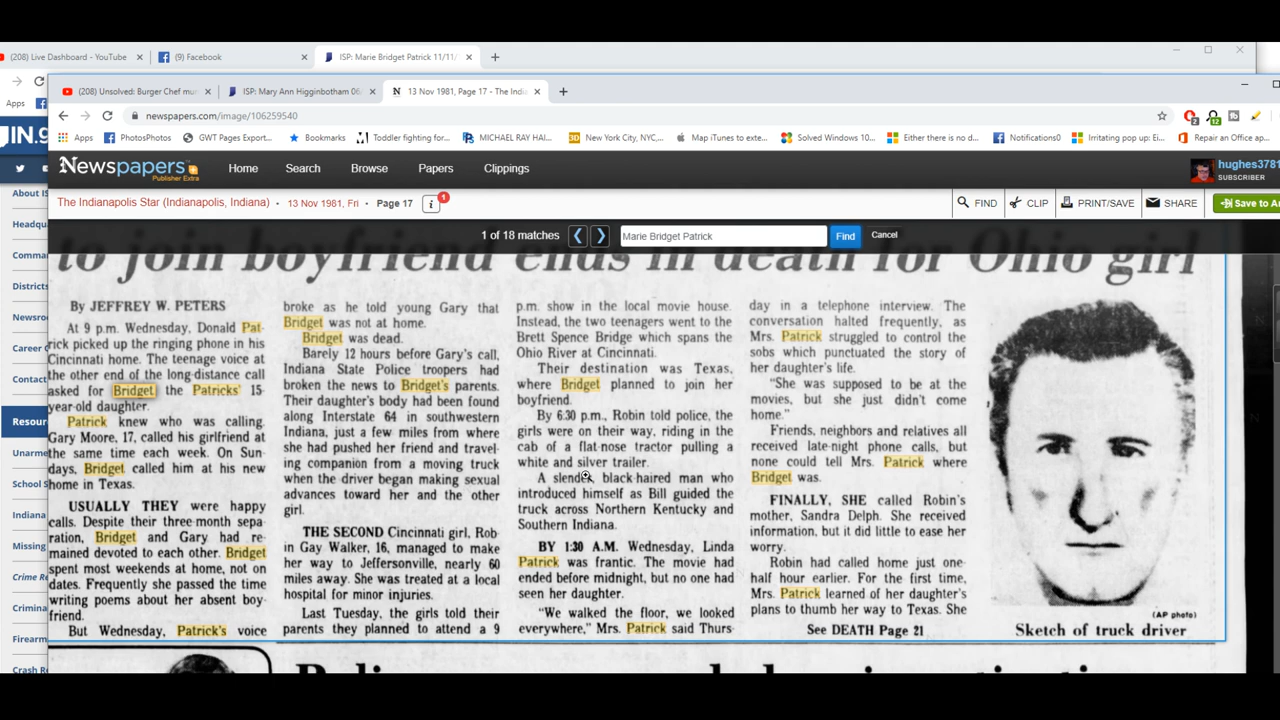 (208) Live Dashboard - YouTube
(9) Facebook
ISP: Marie Bridget Patrick 11/11/
(208) Unsolved: Burger Chef mur
ISP: Mary Ann Higginbotham 06
13 Nov 1981, Page 17 - The India
Apps
newspapers.com/image/106259540
Apps
PhotosPhotos
GWT Pages Export...
Bookmarks
Toddler fighting for...
MICHAEL RAY HAI...
New York City, NYC,...
Maps iTunes to exte...
Solved Windows 10...
Either there is no d...
Notifications0
Irritating pop up: Ei...
Repair an Office ap...
IN.g
Newspapers
Publisher Extra
Home
Search
Browse
Papers
Clippings
hughes3781
SUBSCRIBER
About IS
Headqu
Comma
Districts
Newsro
Career
Contact
Resour
Unarme
School S
Indiana
Missing
Crime Re
Crimina
Firearm
Crash Re
The Indianapolis Star (Indianapolis, Indiana)
13 Nov 1981, Fri
Page 17
1
FIND
CLIP
PRINT/SAVE
SHARE
Save to An
1 of 18 matches
Marie Bridget Patrick
Find
Cancel
to join boyfriend ends in death for Ohio girl
By JEFFREY W. PETERS
At 9 p.m. Wednesday, Donald Pat-
rick picked up the ringing phone in his
Cincinnati home. The teenage voice at
the other end of the long-distance call
asked for Bridget the Patricks' 15-
year-old daughter.
Patrick knew who was calling.
Gary Moore, 17, called his girlfriend at
the same time each week. On Sun-
days, Bridget called him at his new
home in Texas.
USUALLY THEY were happy
calls. Despite their three-month sepa-
ration, Bridget and Gary had re-
mained devoted to each other. Bridget
spent most weekends at home, not on
dates. Frequently she passed the time
writing poems about her absent boy-
friend.
But Wednesday, Patrick's voice
broke as he told young Gary that
Bridget was not at home.
Bridget was dead.
Barely 12 hours before Gary's call,
Indiana State Police troopers had
broken the news to Bridget's parents.
Their daughter's body had been found
along Interstate 64 in southwestern
Indiana, just a few miles from where
she had pushed her friend and travel-
ing companion from a moving truck
when the driver began making sexual
advances toward her and the other
girl.
THE SECOND Cincinnati girl, Rob-
in Gay Walker, 16, managed to make
her way to Jeffersonville, nearly 60
miles away. She was treated at a local
hospital for minor injuries.
Last Tuesday, the girls told their
parents they planned to attend a 9
p.m. show in the local movie house.
Instead, the two teenagers went to the
Brett Spence Bridge which spans the
Ohio River at Cincinnati.
Their destination was Texas,
where Bridget planned to join her
boyfriend.
By 6:30 p.m., Robin told police, the
girls were on their way, riding in the
cab of a flat-nose tractor pulling a
white and silver trailer.
A slender, black-haired man who
introduced himself as Bill guided the
truck across Northern Kentucky and
Southern Indiana.
BY 1:30 A.M. Wednesday, Linda
Patrick was frantic. The movie had
ended before midnight, but no one had
seen her daughter.
"We walked the floor, we looked
everywhere," Mrs. Patrick said Thurs-
day in a telephone interview. The
conversation halted frequently, as
Mrs. Patrick struggled to control the
sobs which punctuated the story of
her daughter's life.
"She was supposed to be at the
movies, but she just didn't come
home."
Friends, neighbors and relatives all
received late-night phone calls, but
none could tell Mrs. Patrick where
Bridget was.
FINALLY, SHE called Robin's
mother, Sandra Delph. She received
information, but it did little to ease her
worry.
Robin had called home just one-
half hour earlier. For the first time,
Mrs. Patrick learned of her daughter's
plans to thumb her way to Texas. She
See DEATH Page 21
(AP photo)
Sketch of truck driver